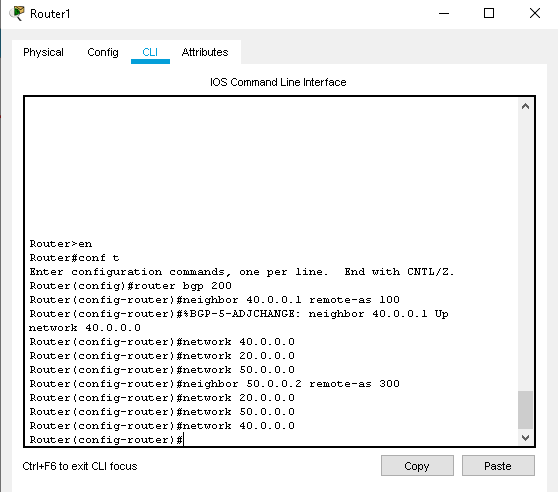 Router1
Physical Config CLI Attributes
IOS Command Line Interface
Router>en
Router#conf t
Enter configuration commands, one per line.  End with CNTL/Z.
Router(config)#router bgp 200
Router(config-router)#neighbor 40.0.0.1 remote-as 100
Router(config-router)#%BGP-5-ADJCHANGE: neighbor 40.0.0.1 Up
network 40.0.0.0
Router(config-router)#network 40.0.0.0
Router(config-router)#network 20.0.0.0
Router(config-router)#network 50.0.0.0
Router(config-router)#neighbor 50.0.0.2 remote-as 300
Router(config-router)#network 20.0.0.0
Router(config-router)#network 50.0.0.0
Router(config-router)#network 40.0.0.0
Router(config-router)#
Ctrl+F6 to exit CLI focus
Copy Paste